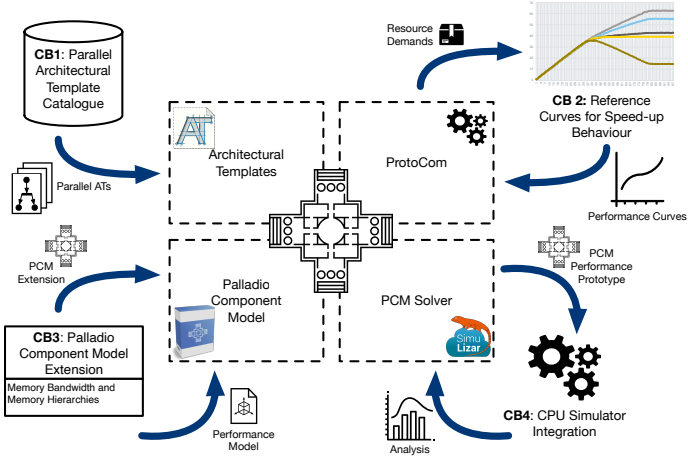 CB1: Parallel
Architectural
Template
Catalogue
Resource
Demands
CB 2: Reference
Curves for Speed-up
Behaviour
Architectural
Templates
ProtoCom
Parallel ATs
Performance Curves
PCM
Extension
PCM
Performance
Prototype
Palladio
Component
Model
PCM Solver
Simu
Lizar
CB3: Palladio
Component Model
Extension
Memory Bandwidth and
Memory Hierarchies
Performance
Model
Analysis
CB4: CPU Simulator
Integration